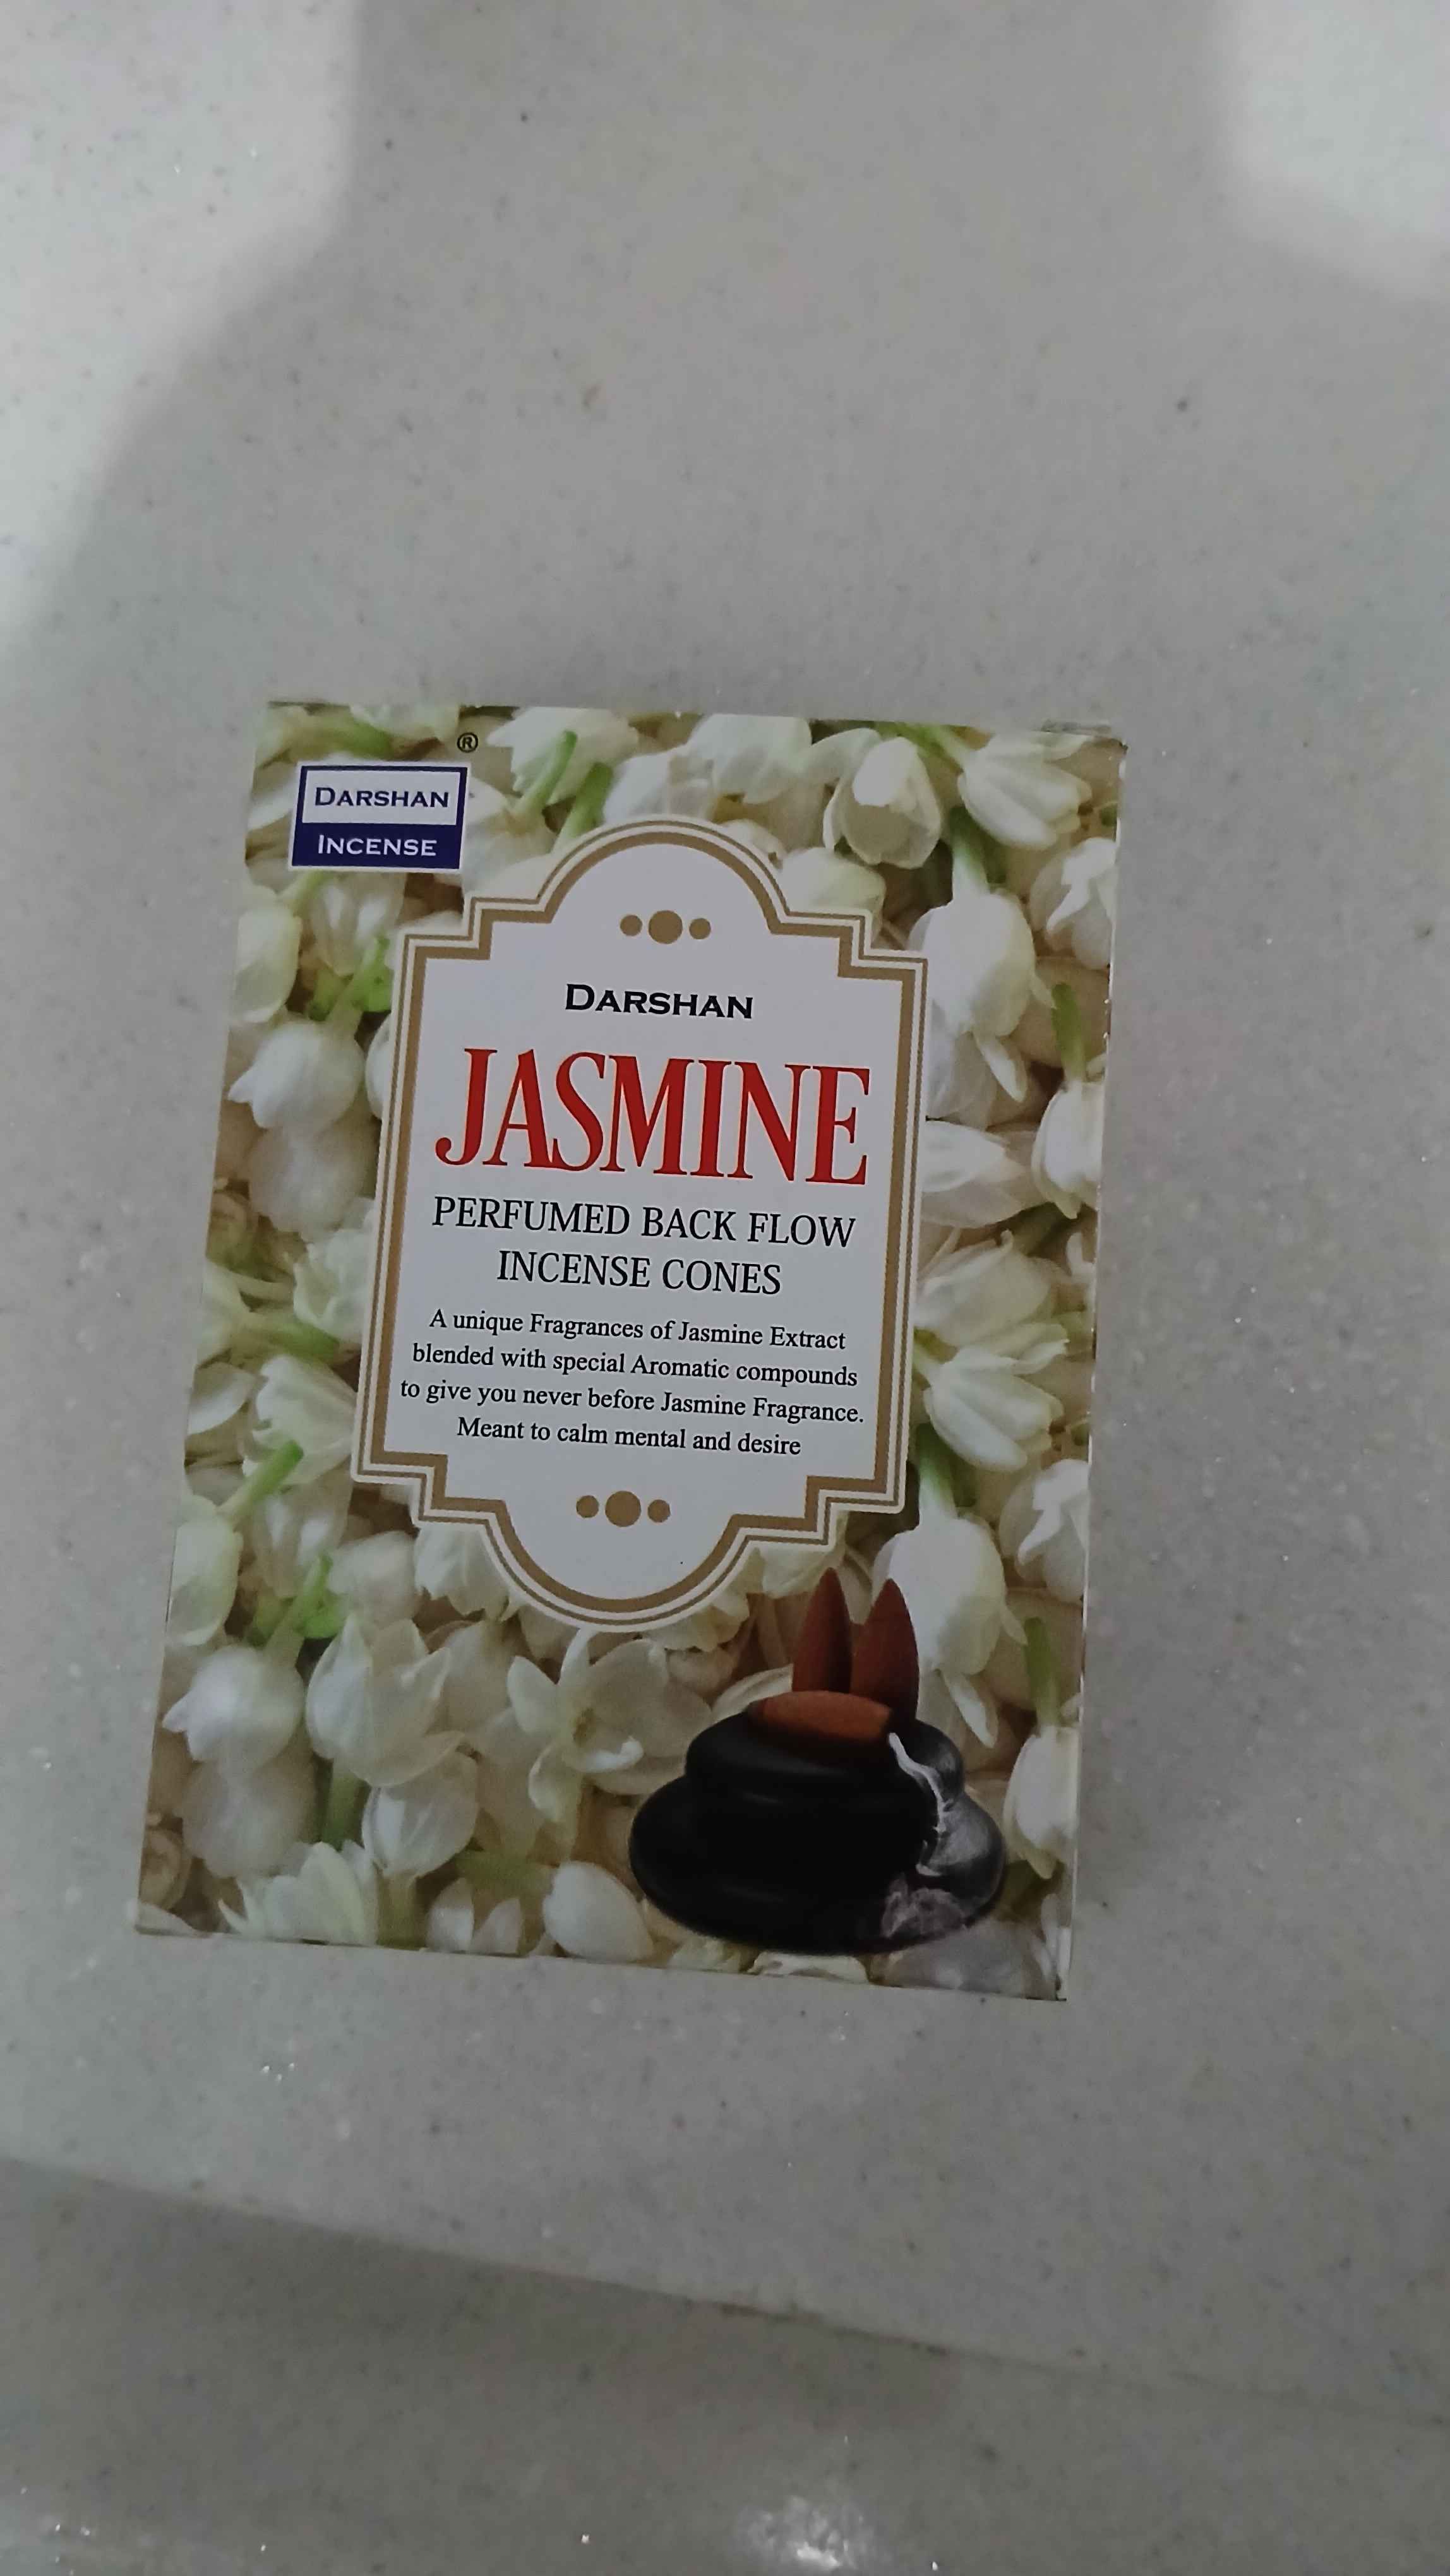 ®
DARSHAN
INCENSE
DARSHAN
JASMINE
PERFUMED BACK FLOW
INCENSE CONES
A unique Fragrances of Jasmine Extract
blended with special Aromatic compounds
to give you never before Jasmine Fragrance.
Meant to calm mental and desire